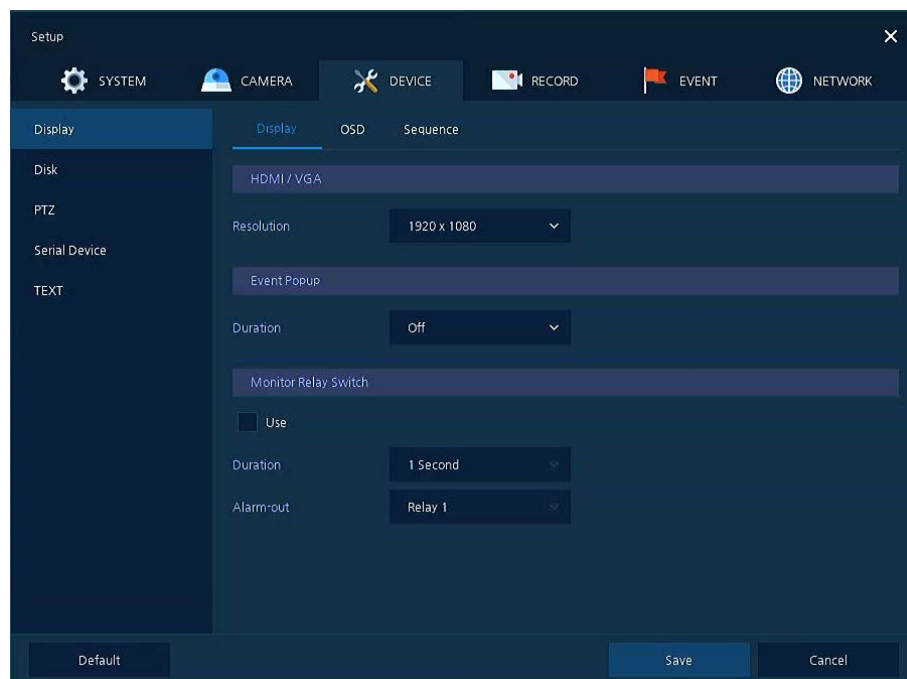 Setup
SYSTEM CAMERA DEVICE RECORD EVENT NETWORK
Display
Disk
PTZ
Serial Device
TEXT
Display OSD Sequence
HDMI / VGA
Resolution 1920 x 1080
Event Popup
Duration Off
Monitor Relay Switch
Use
Duration 1 Second
Alarm-out Relay 1
Default Save Cancel